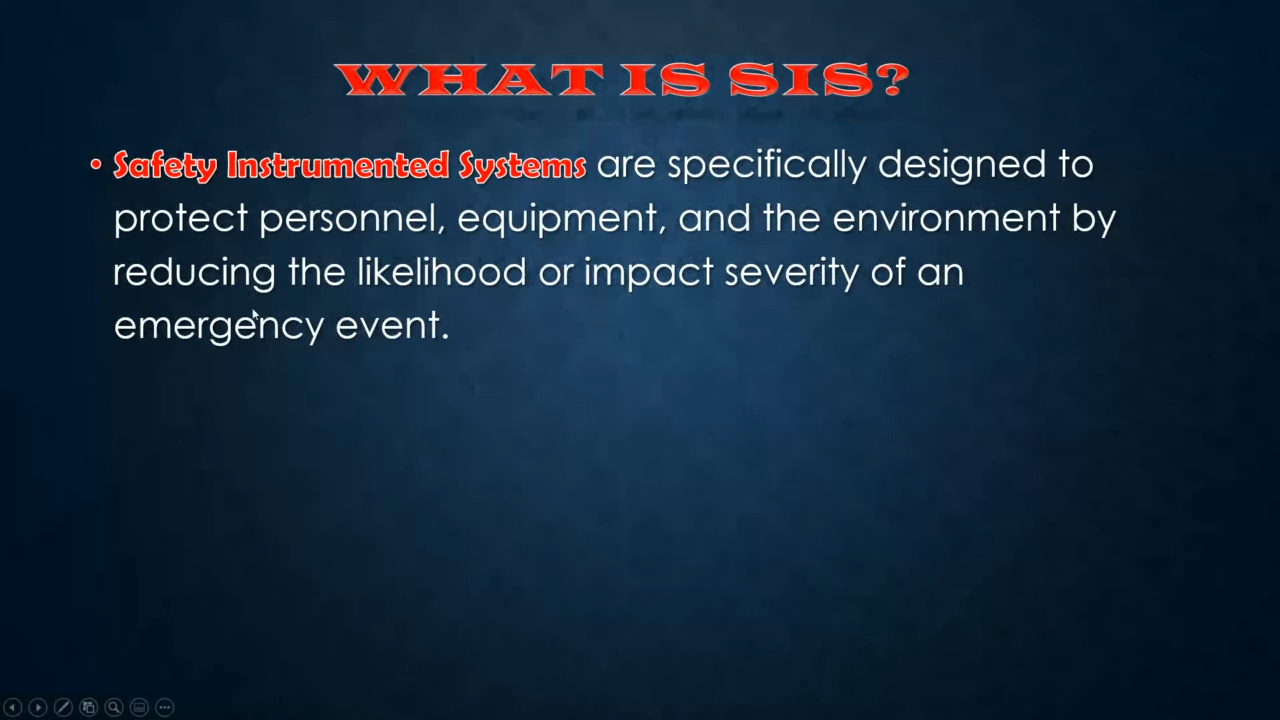 WHAT IS SIS?
• Safety Instrumented Systems are specifically designed to
protect personnel, equipment, and the environment by
reducing the likelihood or impact severity of an
emergency event.